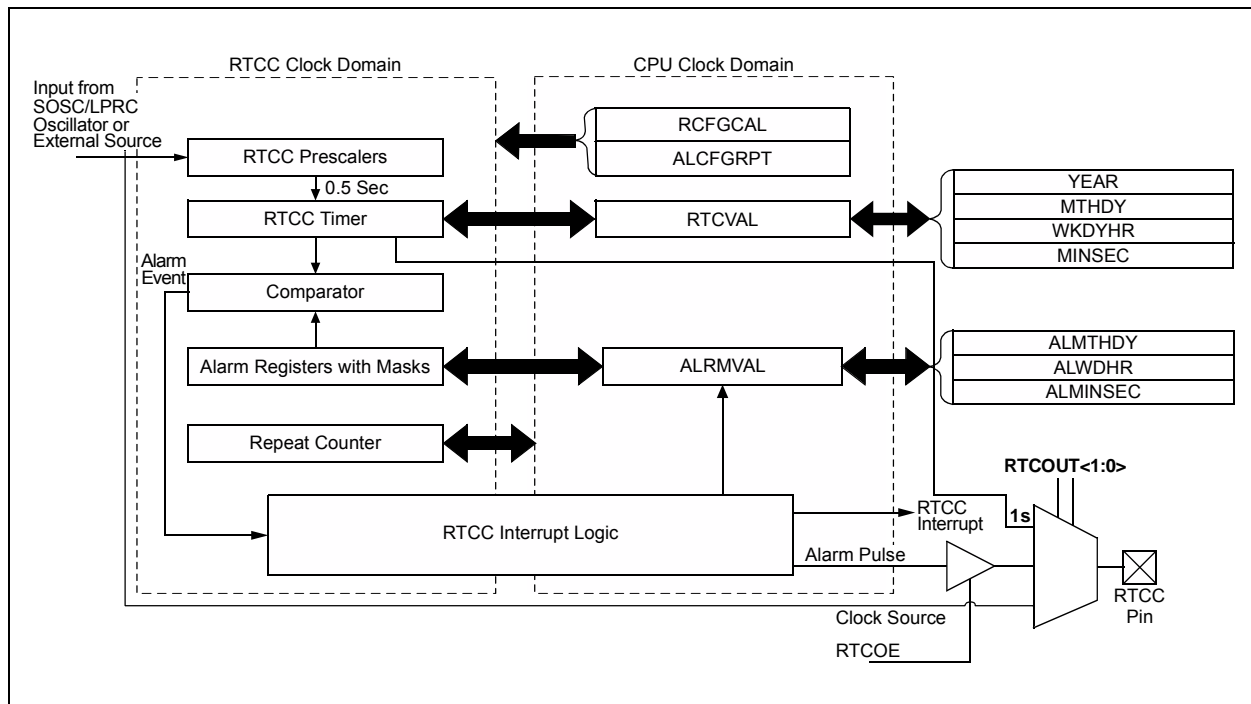 RTCC Clock Domain
CPU Clock Domain
Input from
SOSC/LPRC
Oscillator or
External Source
RCFGCAL
ALCFGRPT
RTCC Prescalers
0.5 Sec
YEAR
MTHDY
WKDYHR
MINSEC
RTCC Timer
RTCVAL
Alarm
Event
Comparator
Alarm Registers with Masks
ALRMVAL
ALMTHDY
ALWDHR
ALMINSEC
Repeat Counter
RTCOUT<1:0>
RTCC Interrupt Logic
RTCC
Interrupt
1s
Alarm Pulse
Clock Source
RTCC
Pin
RTCOE